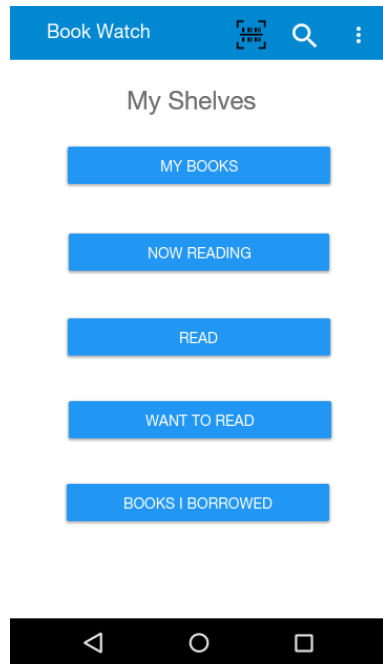 Book Watch
My Shelves
MY BOOKS
NOW READING
READ
WANT TO READ
BOOKS I BORROWED